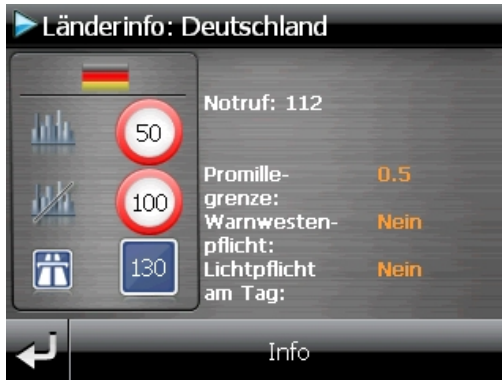 Länderinfo: Deutschland
50
100
130
Notruf: 112
Promille-
grenze: 0.5
Warnwesten-
pflicht: Nein
Lichtpflicht
am Tag: Nein
Info